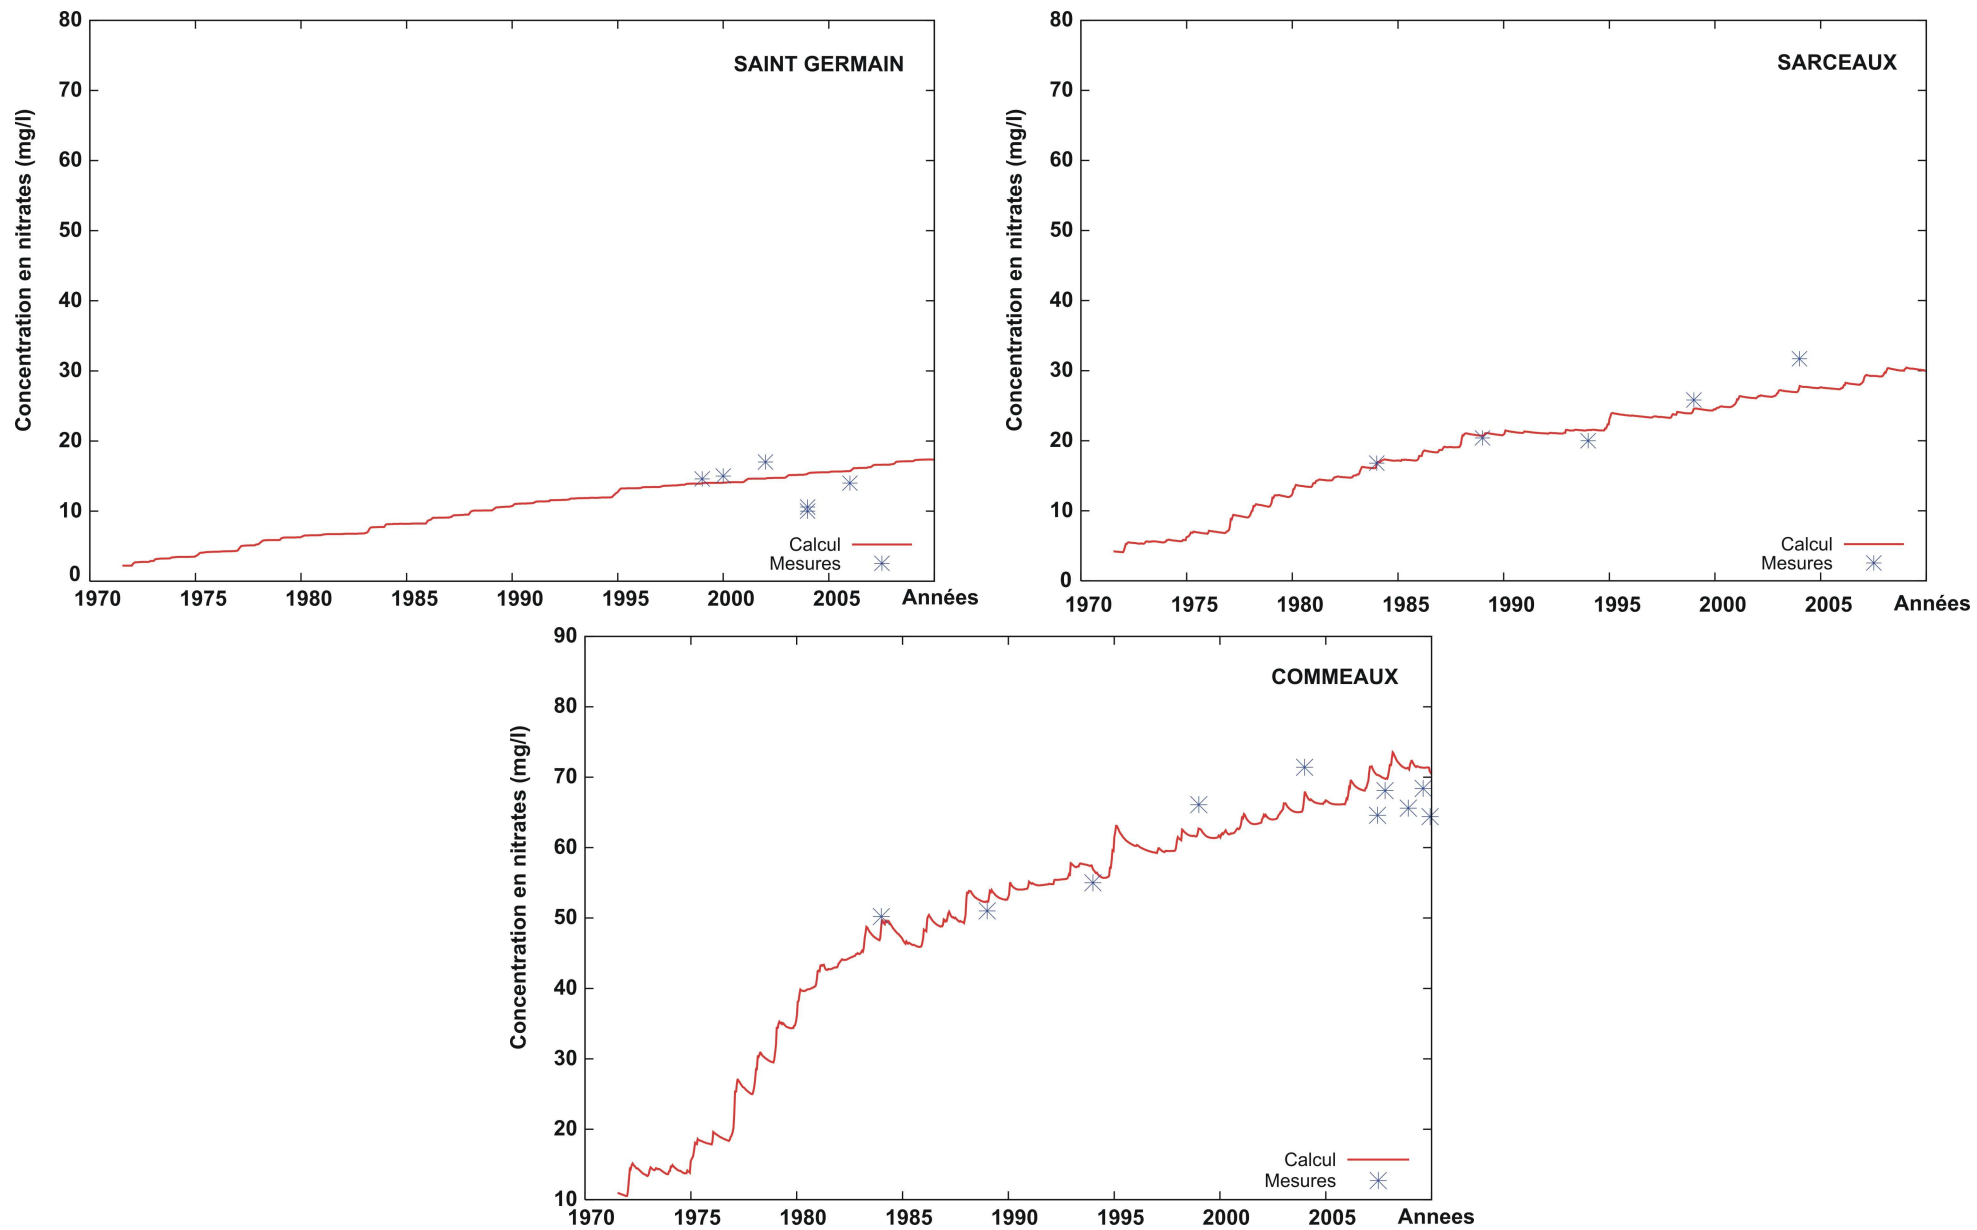 SAINT GERMAIN
Concentration en nitrates (mg/l)
80
70
60
50
40
30
20
10
0
Calcul
Mesures
1970 1975 1980 1985 1990 1995 2000 2005 Années
SARCEAUX
Concentration en nitrates (mg/l)
80
70
60
50
40
30
20
10
0
Calcul
Mesures
1970 1975 1980 1985 1990 1995 2000 2005 Années
COMMEAUX
Concentration en nitrates (mg/l)
90
80
70
60
50
40
30
20
10
Calcul
Mesures
1970 1975 1980 1985 1990 1995 2000 2005 Annees